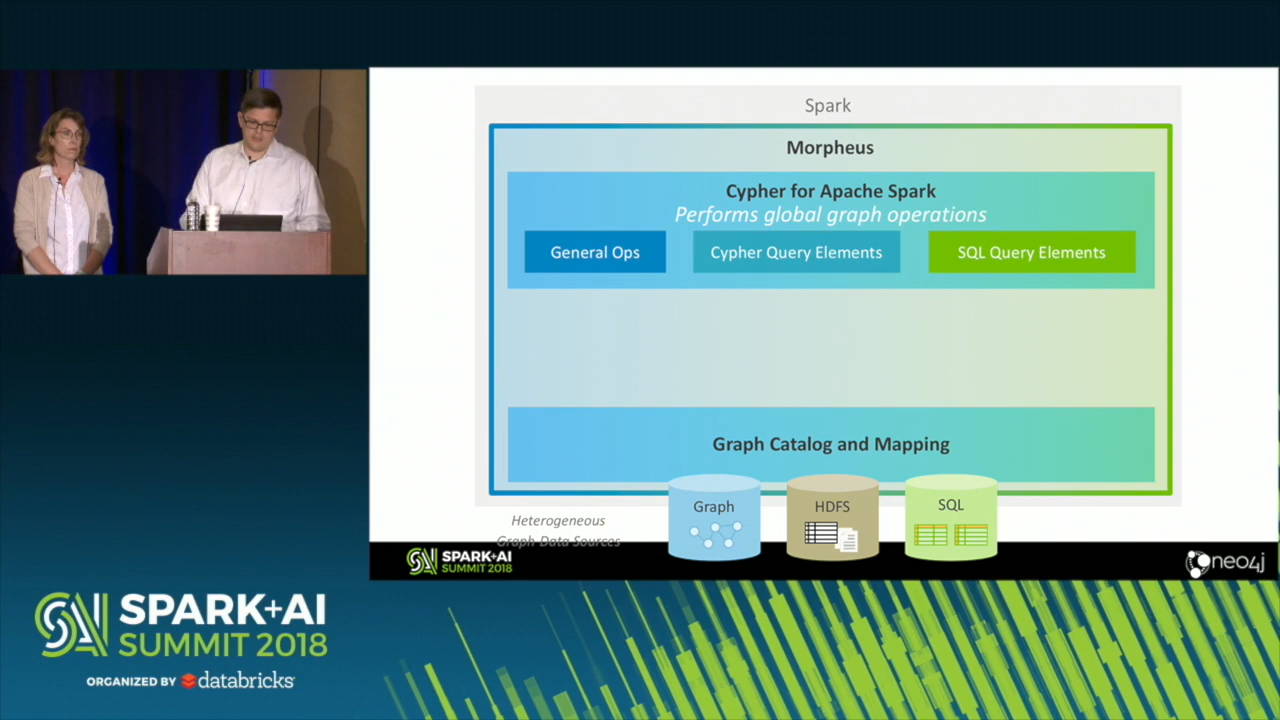 Spark
Morpheus
Cypher for Apache Spark
Performs global graph operations
General Ops
Cypher Query Elements
SQL Query Elements
Graph Catalog and Mapping
Graph
HDFS
SQL
Heterogeneous
Graph Data Sources
SPARK+AI
SUMMIT 2018
neo4j
SPARK+AI
SUMMIT 2018
ORGANIZED BY databricks